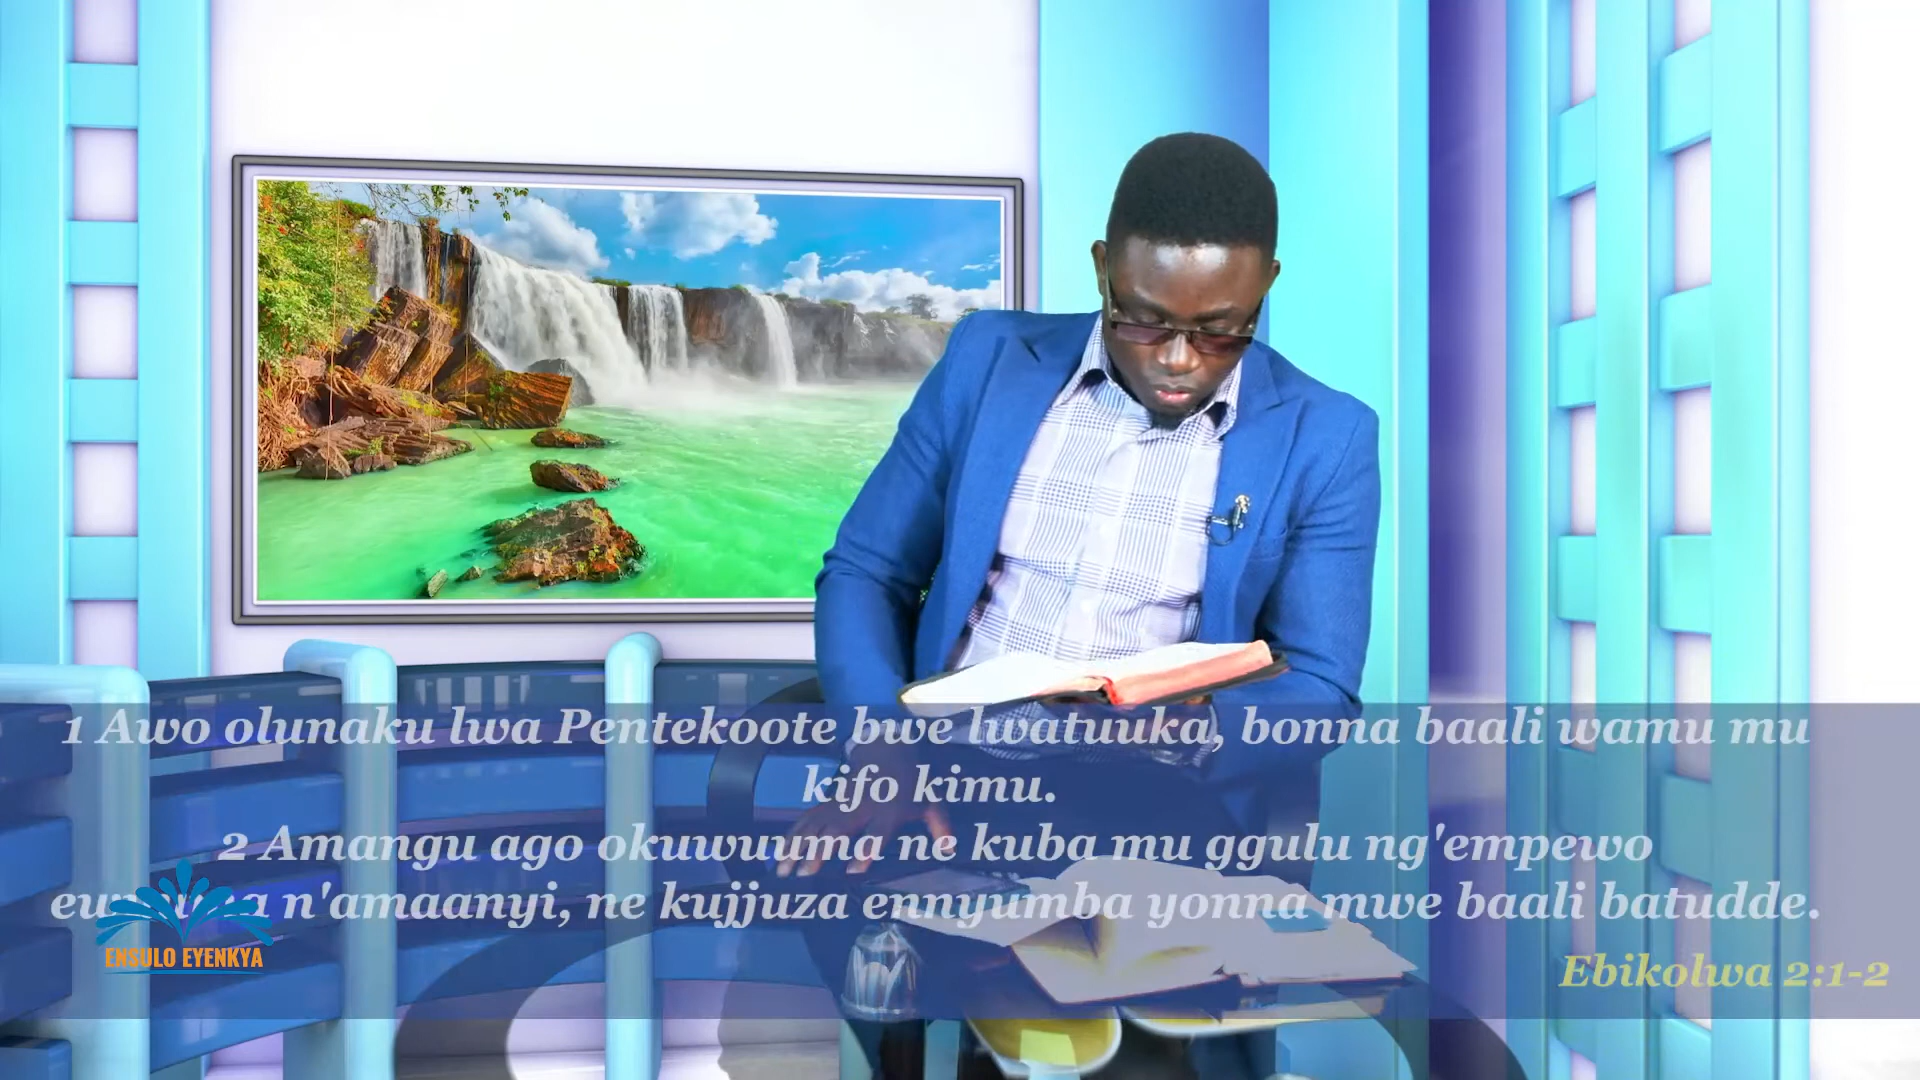 1 Awo olunaku lwa Pentekoote bwe lwatuuka, bonna baali wamu mu
kifo kimu.
2 Amangu ago okuwuuma ne kuba mu ggulu ng'empewo
n'amaanyi, ne kujjuza ennyumba yonna mwe baali batudde.
ENSULO EYENKYA
Ebikolwa 2:1-2